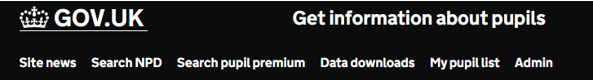 GOV.UK Get information about pupils
Site news Search NPD Search pupil premium Data downloads My pupil list Admin